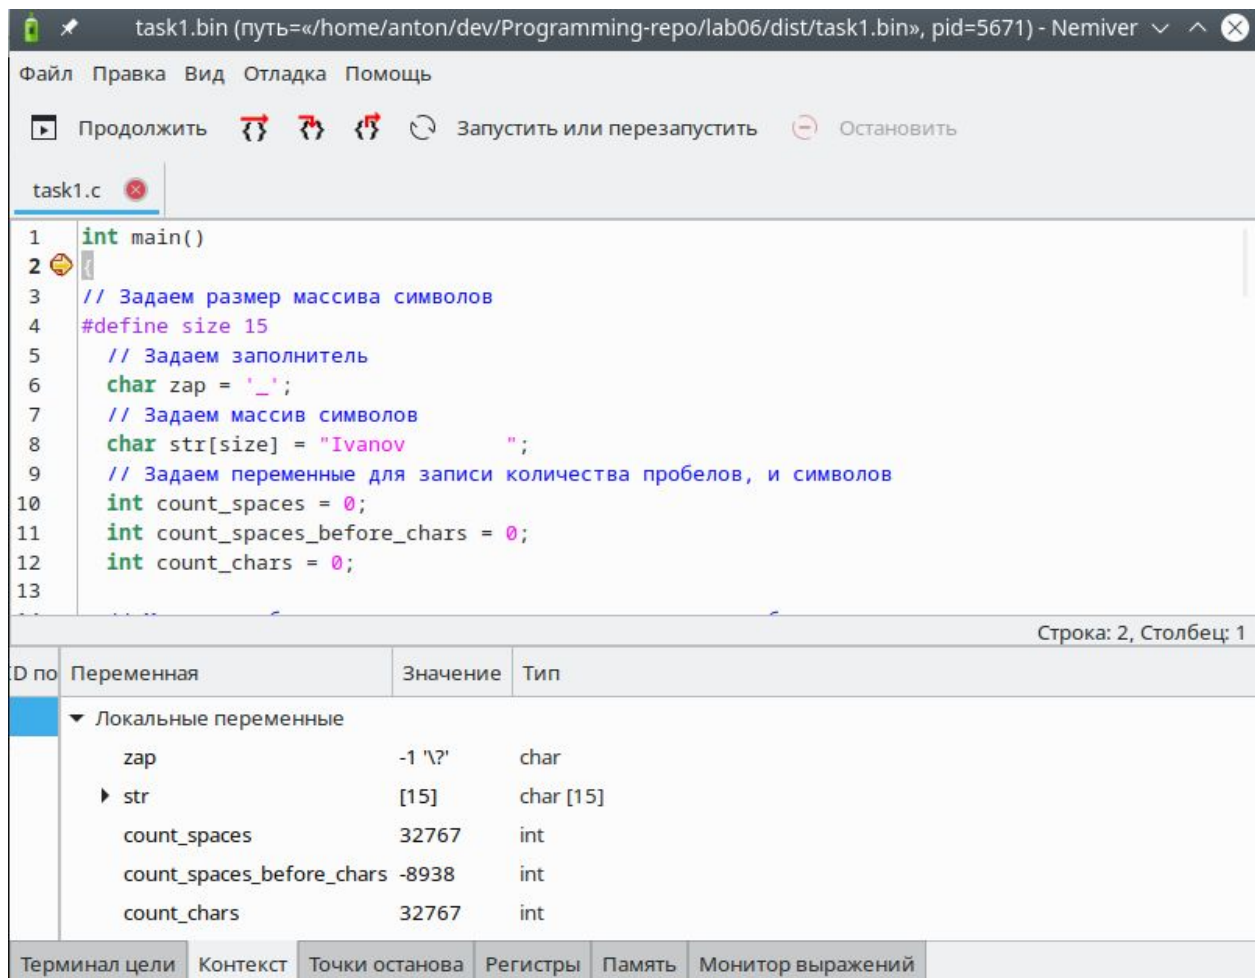 task1.bin (путь=«/home/anton/dev/Programming-repo/lab06/dist/task1.bin», pid=5671) - Nemiver
Файл Правка Вид Отладка Помощь
Продолжить Запустить или перезапустить Остановить
task1.c
1 int main()
2 {
3 // Задаем размер массива символов
4 #define size 15
5 // Задаем заполнитель
6 char zap = '_';
7 // Задаем массив символов
8 char str[size] = "Ivanov        ";
9 // Задаем переменные для записи количества пробелов, и символов
10 int count_spaces = 0;
11 int count_spaces_before_chars = 0;
12 int count_chars = 0;
13
Строка: 2, Столбец: 1
D по Переменная Значение Тип
Локальные переменные
zap -1 '\?' char
str [15] char [15]
count_spaces 32767 int
count_spaces_before_chars -8938 int
count_chars 32767 int
Терминал цели Контекст Точки останова Регистры Память Монитор выражений